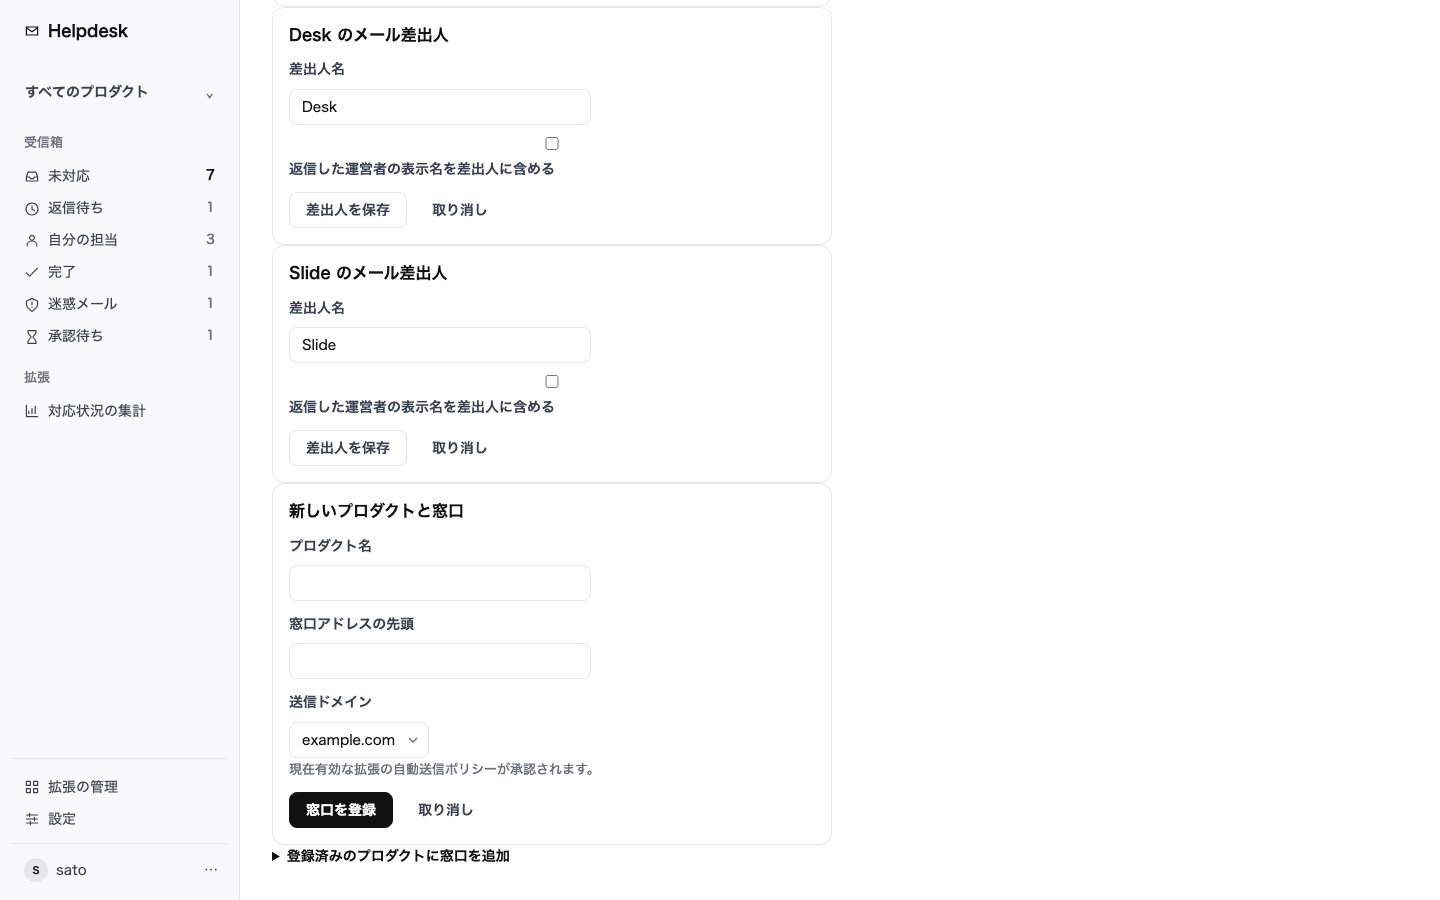 Helpdesk
すべてのプロダクト
受信箱
未対応 7
返信待ち 1
自分の担当 3
完了 1
迷惑メール 1
承認待ち 1
拡張
対応状況の集計
拡張の管理
設定
S sato ...
Desk のメール差出人
差出人名
Desk
返信した運営者の表示名を差出人に含める
差出人を保存 取り消し
Slide のメール差出人
差出人名
Slide
返信した運営者の表示名を差出人に含める
差出人を保存 取り消し
新しいプロダクトと窓口
プロダクト名
窓口アドレスの先頭
送信ドメイン
example.com
現在有効な拡張の自動送信ポリシーが承認されます。
窓口を登録 取り消し
登録済みのプロダクトに窓口を追加